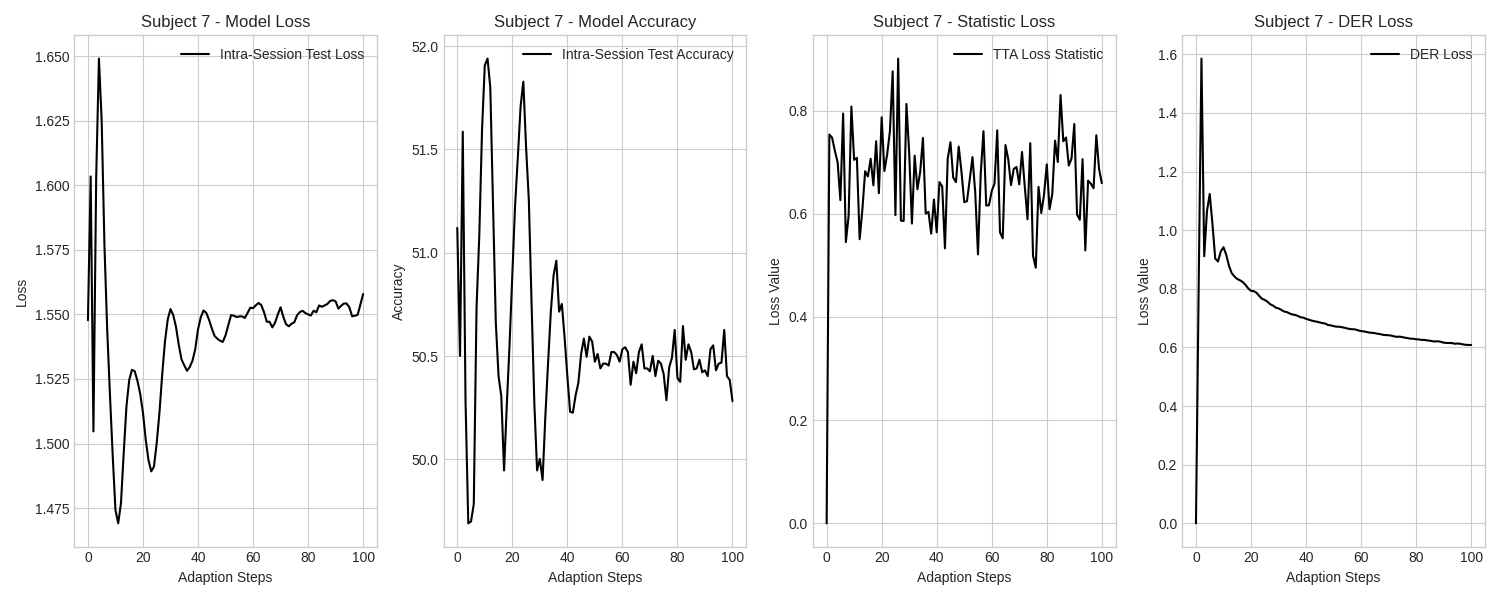 Subject 7 - Model Loss
Intra-Session Test Loss
1.650
1.625
1.600
1.575
1.550
1.525
1.500
1.475
Loss
0 20 40 60 80 100
Adaption Steps
Subject 7 - Model Accuracy
Intra-Session Test Accuracy
52.0
51.5
51.0
50.5
50.0
Accuracy
0 20 40 60 80 100
Adaption Steps
Subject 7 - Statistic Loss
TTA Loss Statistic
0.8
0.6
0.4
0.2
0.0
Loss Value
0 20 40 60 80 100
Adaption Steps
Subject 7 - DER Loss
DER Loss
1.6
1.4
1.2
1.0
0.8
0.6
0.4
0.2
0.0
Loss Value
0 20 40 60 80 100
Adaption Steps